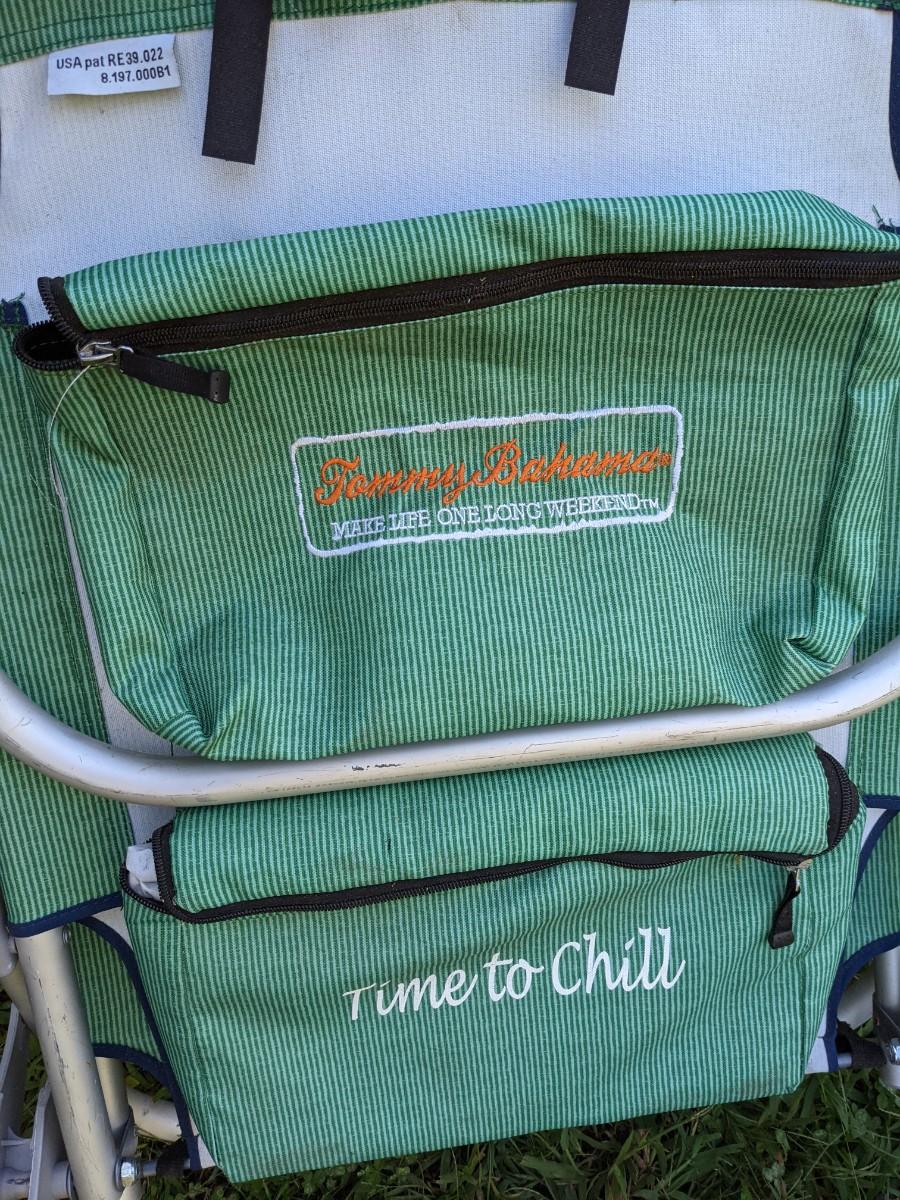 USA pat RE39.022
8.197.000B1
Tommy Bahama®
MAKE LIFE ONE LONG WEEKEND™
Time to Chill